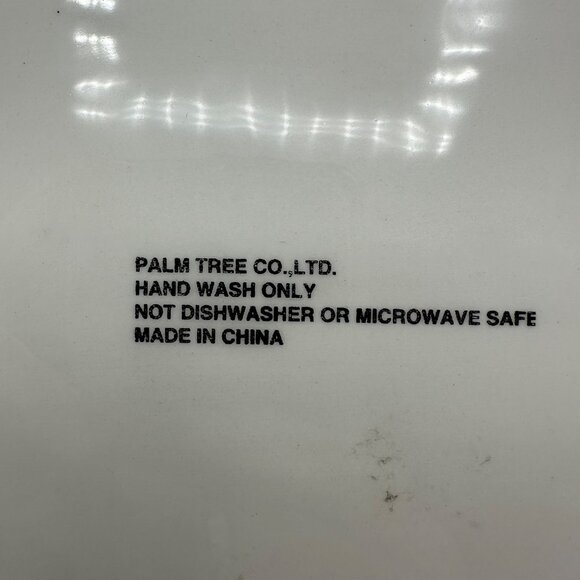 PALM TREE CO.,LTD.
HAND WASH ONLY
NOT DISHWASHER OR MICROWAVE SAFE
MADE IN CHINA